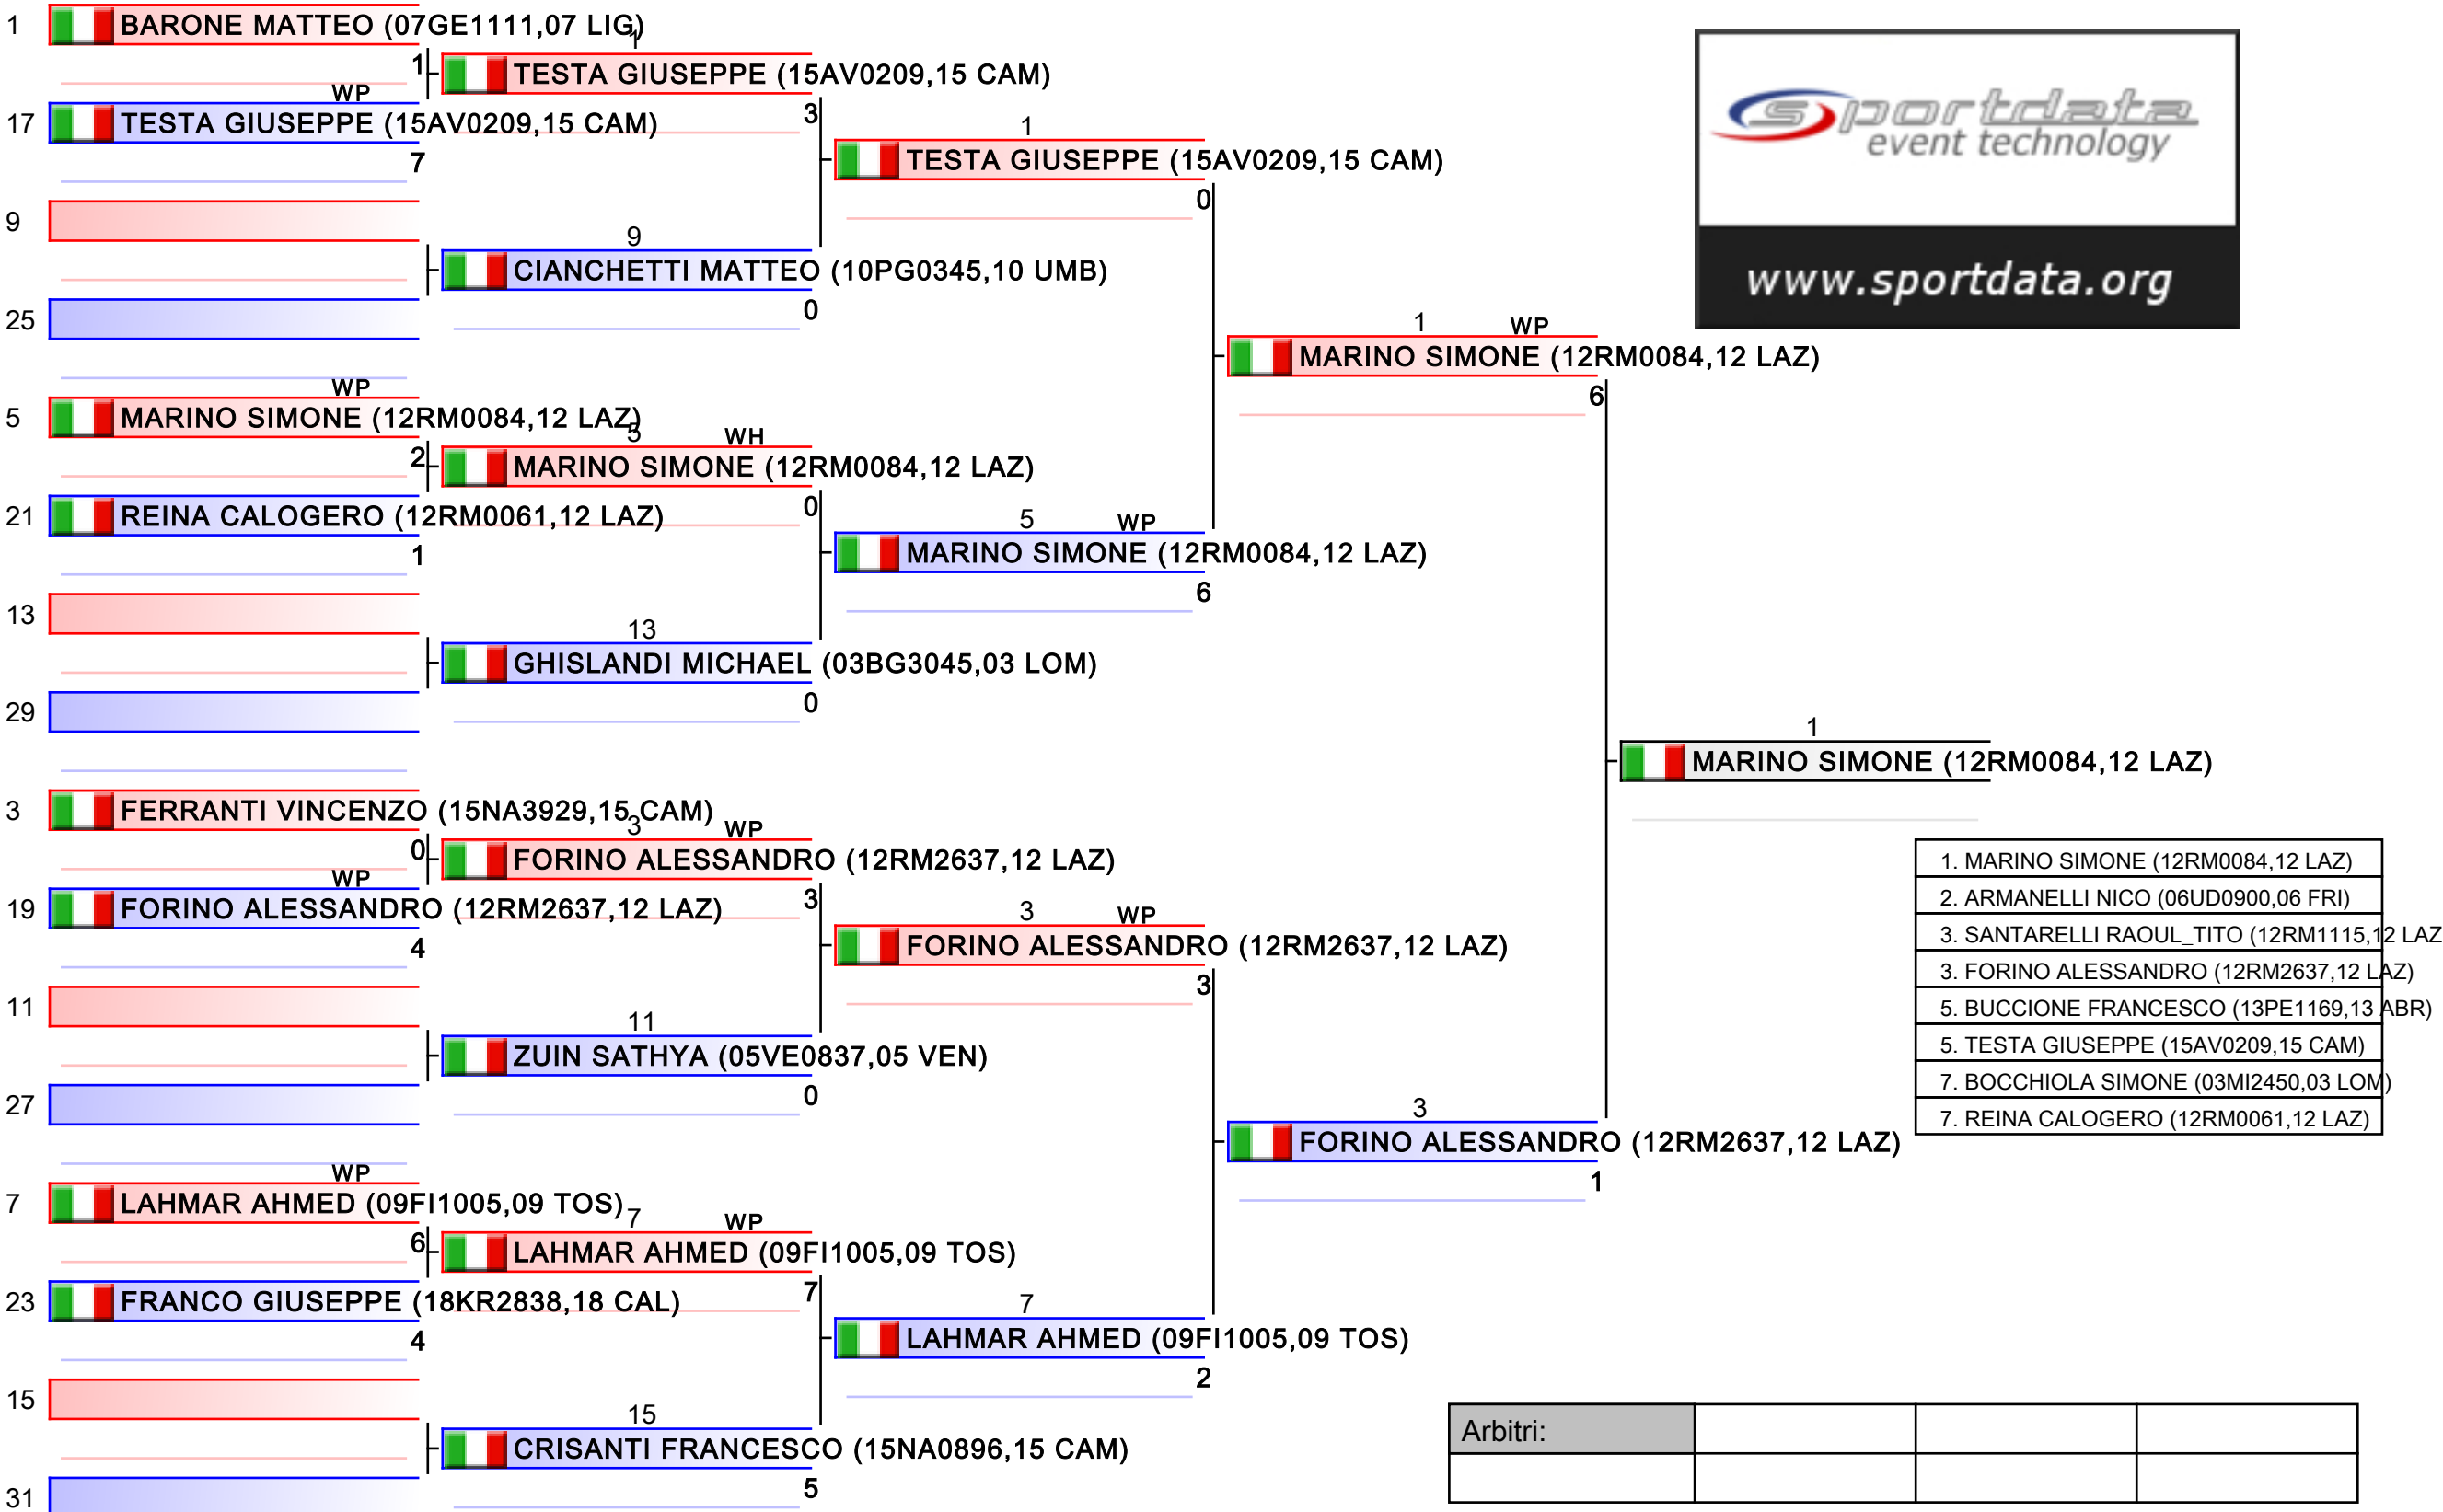 1 BARONE MATTEO (07GE1111,07 LIG)
1
1 TESTA GIUSEPPE (15AV0209,15 CAM)
WP
17 TESTA GIUSEPPE (15AV0209,15 CAM)
7
3
1
TESTA GIUSEPPE (15AV0209,15 CAM)
0
9
9
CIANCHETTI MATTEO (10PG0345,10 UMB)
0
25
sportdata
event technology
www.sportdata.org
1 WP
MARINO SIMONE (12RM0084,12 LAZ)
6
WP
5 MARINO SIMONE (12RM0084,12 LAZ)
5 WH
2
MARINO SIMONE (12RM0084,12 LAZ)
0
21 REINA CALOGERO (12RM0061,12 LAZ)
1
5 WP
MARINO SIMONE (12RM0084,12 LAZ)
6
13
13
GHISLANDI MICHAEL (03BG3045,03 LOM)
0
29
1
MARINO SIMONE (12RM0084,12 LAZ)
3 FERRANTI VINCENZO (15NA3929,15 CAM)
3 WP
0
FORINO ALESSANDRO (12RM2637,12 LAZ)
3
WP
19 FORINO ALESSANDRO (12RM2637,12 LAZ)
4
3 WP
FORINO ALESSANDRO (12RM2637,12 LAZ)
3
11
11
ZUIN SATHYA (05VE0837,05 VEN)
0
27
1. MARINO SIMONE (12RM0084,12 LAZ)
2. ARMANELLI NICO (06UD0900,06 FRI)
3. SANTARELLI RAOUL_TITO (12RM1115,12 LAZ
3. FORINO ALESSANDRO (12RM2637,12 LAZ)
5. BUCCIONE FRANCESCO (13PE1169,13 ABR)
5. TESTA GIUSEPPE (15AV0209,15 CAM)
7. BOCCHIOLA SIMONE (03MI2450,03 LOM)
7. REINA CALOGERO (12RM0061,12 LAZ)
3
FORINO ALESSANDRO (12RM2637,12 LAZ)
1
WP
7 LAHMAR AHMED (09FI1005,09 TOS)
7 WP
6
LAHMAR AHMED (09FI1005,09 TOS)
7
23 FRANCO GIUSEPPE (18KR2838,18 CAL)
4
7
LAHMAR AHMED (09FI1005,09 TOS)
2
15
15
CRISANTI FRANCESCO (15NA0896,15 CAM)
5
31
Arbitri: